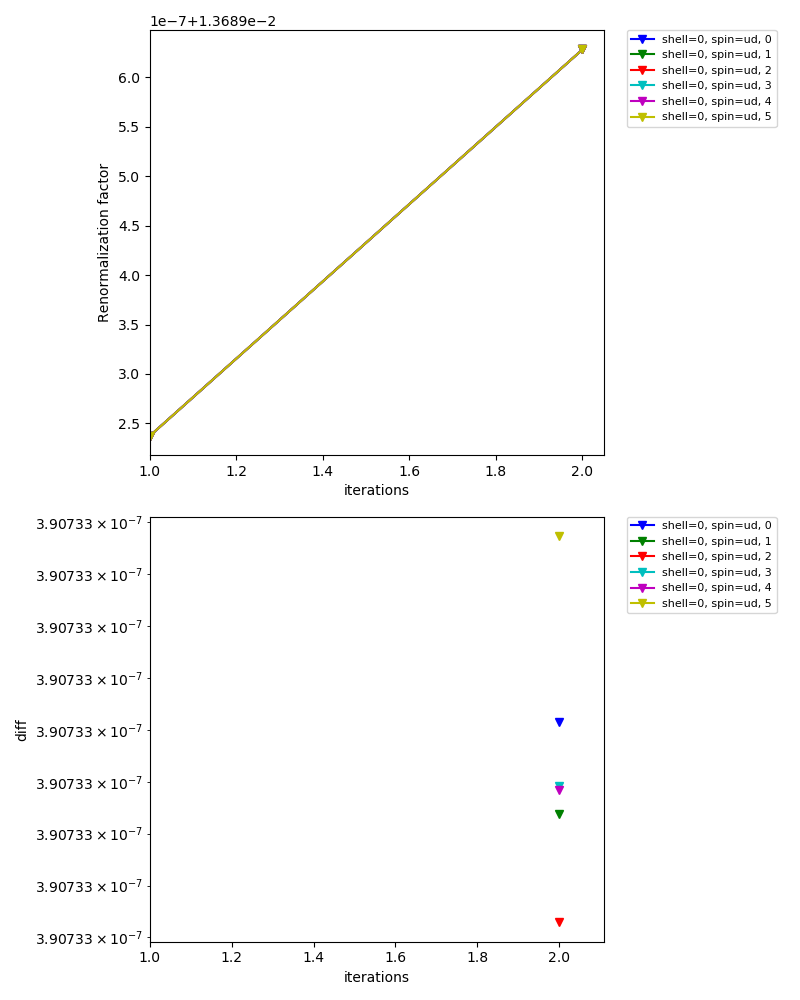 1e-7+1.3689e-2
Renormalization factor
6.0
5.5
5.0
4.5
4.0
3.5
3.0
2.5
1.0 1.2 1.4 1.6 1.8 2.0
iterations
shell=0, spin=ud, 0
shell=0, spin=ud, 1
shell=0, spin=ud, 2
shell=0, spin=ud, 3
shell=0, spin=ud, 4
shell=0, spin=ud, 5
diff
3.90733 × 10⁻⁷
3.90733 × 10⁻⁷
3.90733 × 10⁻⁷
3.90733 × 10⁻⁷
3.90733 × 10⁻⁷
3.90733 × 10⁻⁷
3.90733 × 10⁻⁷
3.90733 × 10⁻⁷
3.90733 × 10⁻⁷
1.0 1.2 1.4 1.6 1.8 2.0
iterations
shell=0, spin=ud, 0
shell=0, spin=ud, 1
shell=0, spin=ud, 2
shell=0, spin=ud, 3
shell=0, spin=ud, 4
shell=0, spin=ud, 5